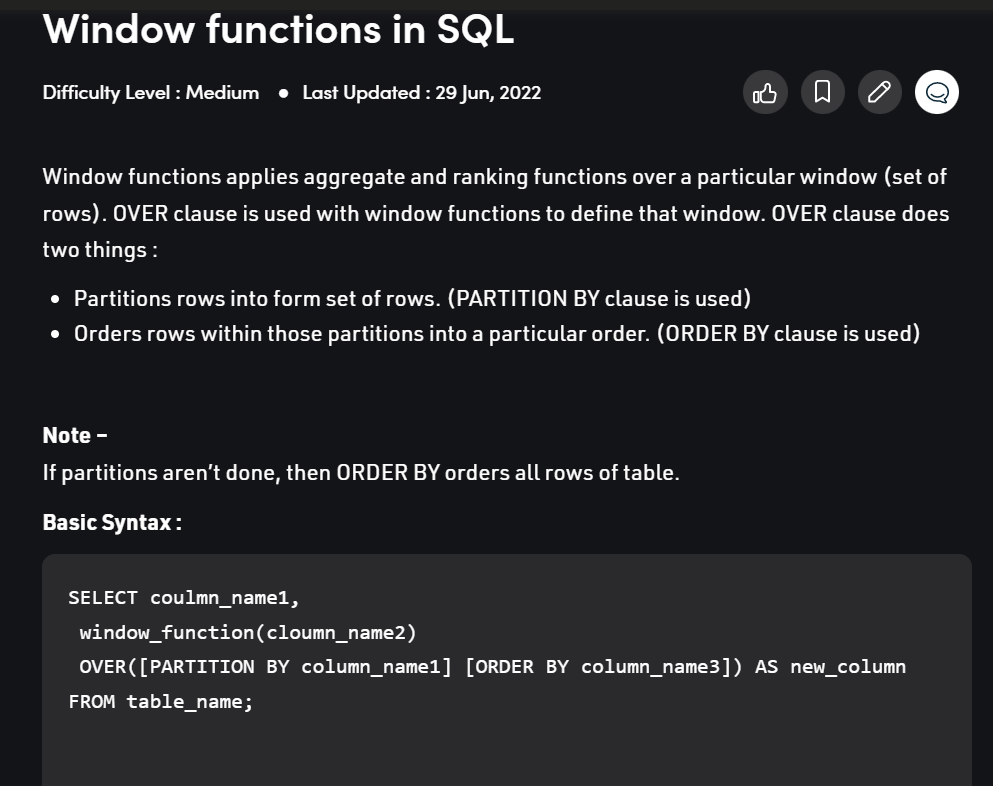 Window functions in SQL
Difficulty Level : Medium ● Last Updated : 29 Jun, 2022
Window functions applies aggregate and ranking functions over a particular window (set of
rows). OVER clause is used with window functions to define that window. OVER clause does
two things :
• Partitions rows into form set of rows. (PARTITION BY clause is used)
• Orders rows within those partitions into a particular order. (ORDER BY clause is used)
Note –
If partitions aren’t done, then ORDER BY orders all rows of table.
Basic Syntax :
SELECT coulmn_name1,
 window_function(cloumn_name2)
 OVER([PARTITION BY column_name1] [ORDER BY column_name3]) AS new_column
FROM table_name;